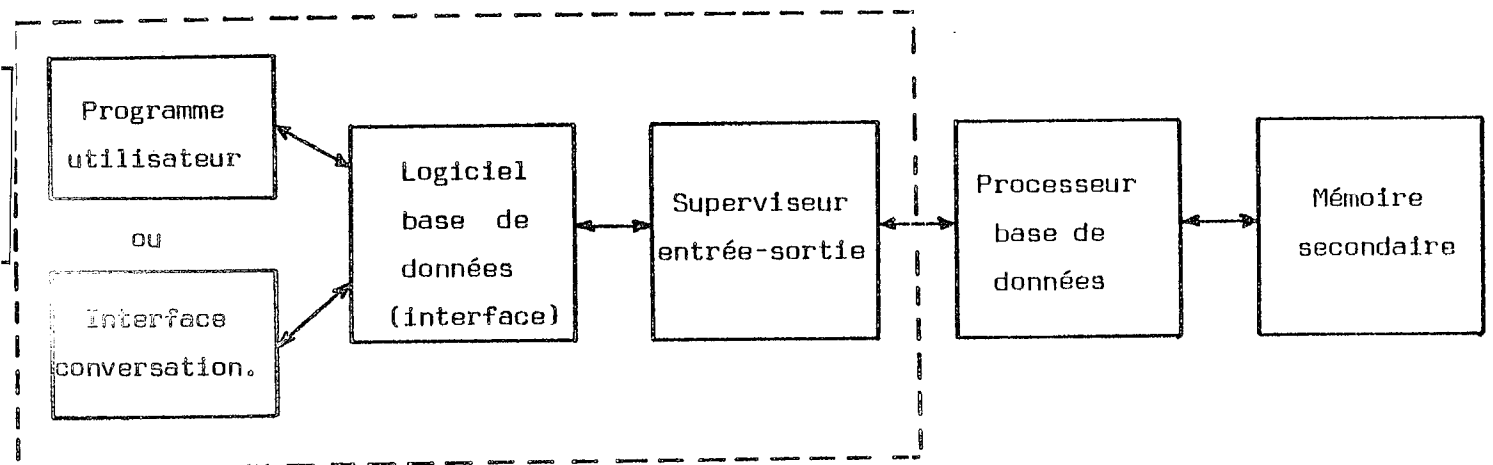 Programme
utilisateur
ou
Interface
conversation.
Logiciel
base de
données
(interface)
Superviseur
entrée-sortie
Processeur
base de
données
Mémoire
secondaire